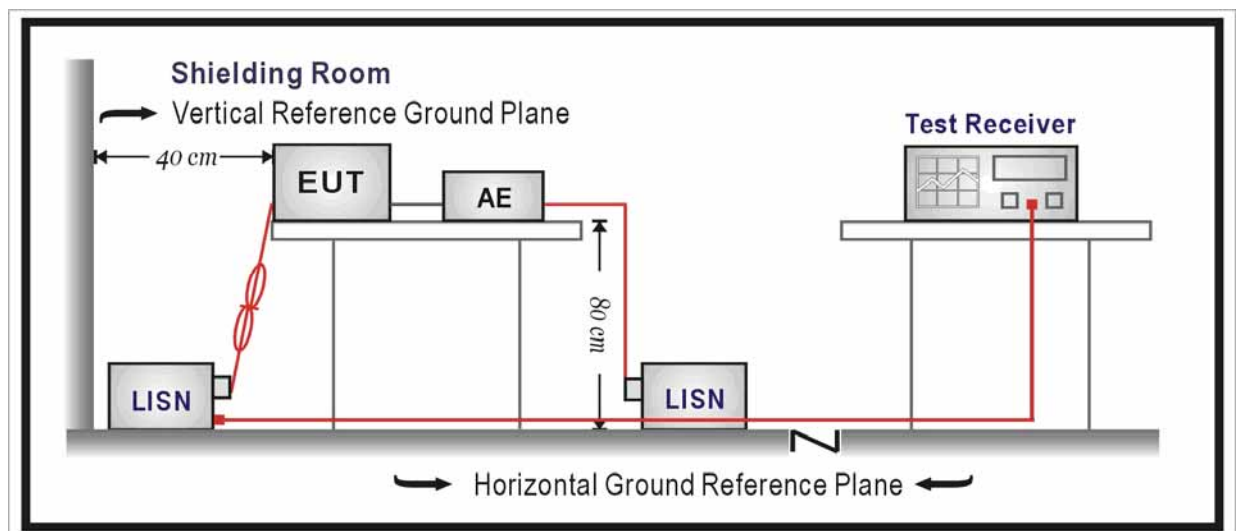 Shielding Room
Vertical Reference Ground Plane
40 cm
EUT
AE
Test Receiver
80 cm
LISN
LISN
Horizontal Ground Reference Plane